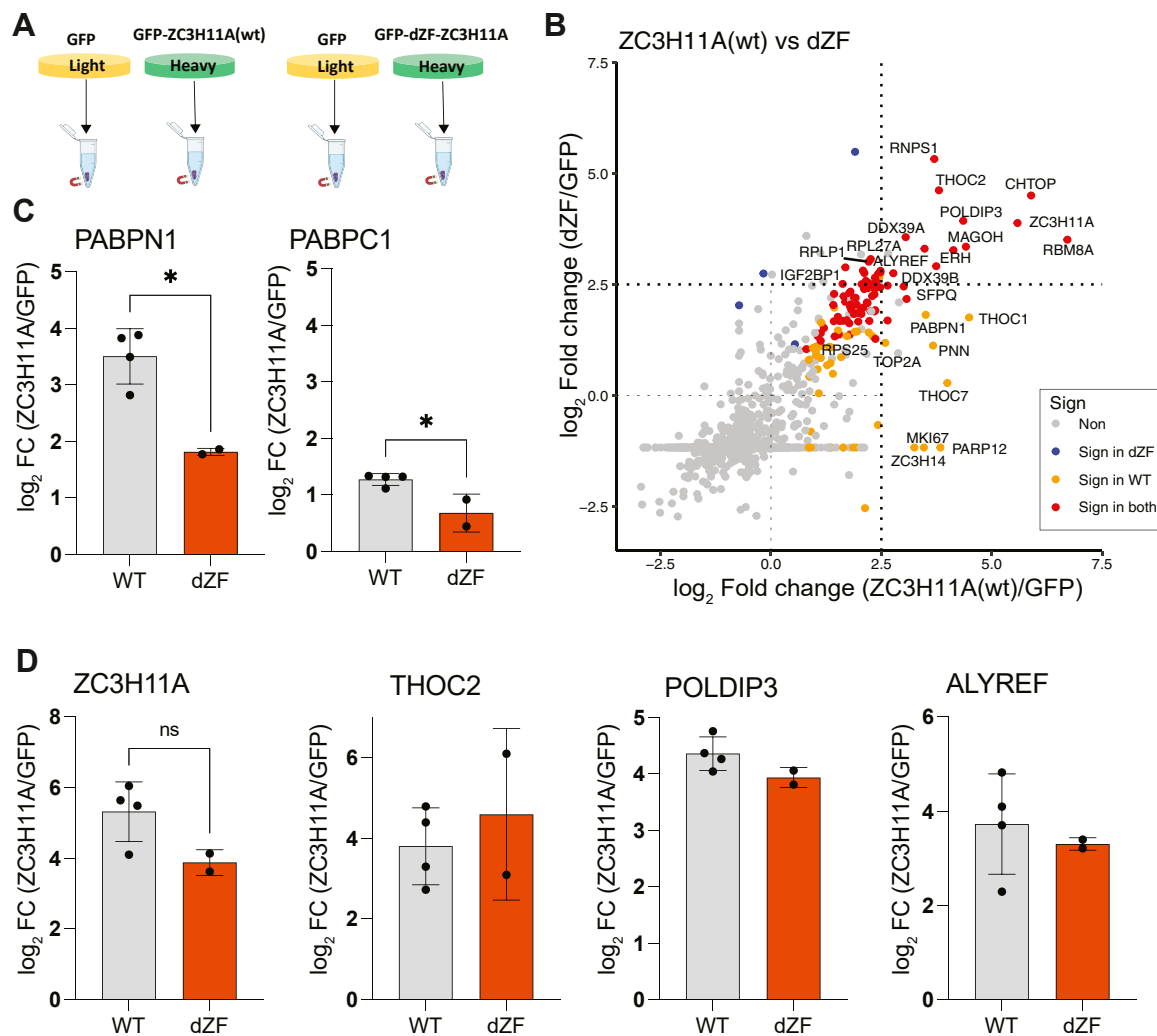 A
GFP
GFP-ZC3H11A(wt)
GFP
GFP-dZF-ZC3H11A
Light
Heavy
Light
Heavy
B
ZC3H11A(wt) vs dZF
log2 Fold change (dZF/GFP)
7.5
5.0
2.5
0.0
−2.5
RNPS1
THOC2
CHTOP
POLDIP3
ZC3H11A
DDX39A
MAGOH
RBM8A
RPL27A
RPLP1
ALYREF
ERH
IGF2BP1
DDX39B
SFPQ
PABPN1
THOC1
RPS25
PNN
TOP2A
THOC7
MKI67
PARP12
ZC3H14
Sign
Non
Sign in dZF
Sign in WT
Sign in both
−2.5
0.0
2.5
5.0
7.5
log2 Fold change (ZC3H11A(wt)/GFP)
C
PABPN1
log2 FC (ZC3H11A/GFP)
5
4
3
2
1
0
*
WT
dZF
PABPC1
log2 FC (ZC3H11A/GFP)
5
4
3
2
1
0
*
WT
dZF
D
ZC3H11A
log2 FC (ZC3H11A/GFP)
8
6
4
2
0
ns
WT
dZF
THOC2
log2 FC (ZC3H11A/GFP)
6
4
2
0
WT
dZF
POLDIP3
log2 FC (ZC3H11A/GFP)
5
4
3
2
1
0
WT
dZF
ALYREF
log2 FC (ZC3H11A/GFP)
6
4
2
0
WT
dZF